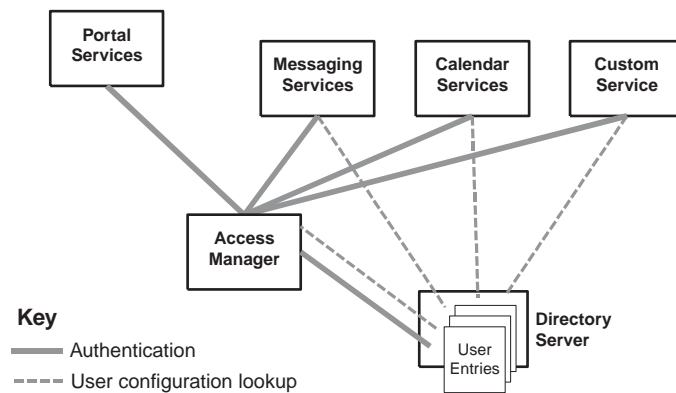 Portal
Services
Messaging
Services
Calendar
Services
Custom
Service
Access
Manager
Directory
Server
User
Entries
Key
Authentication
User configuration lookup